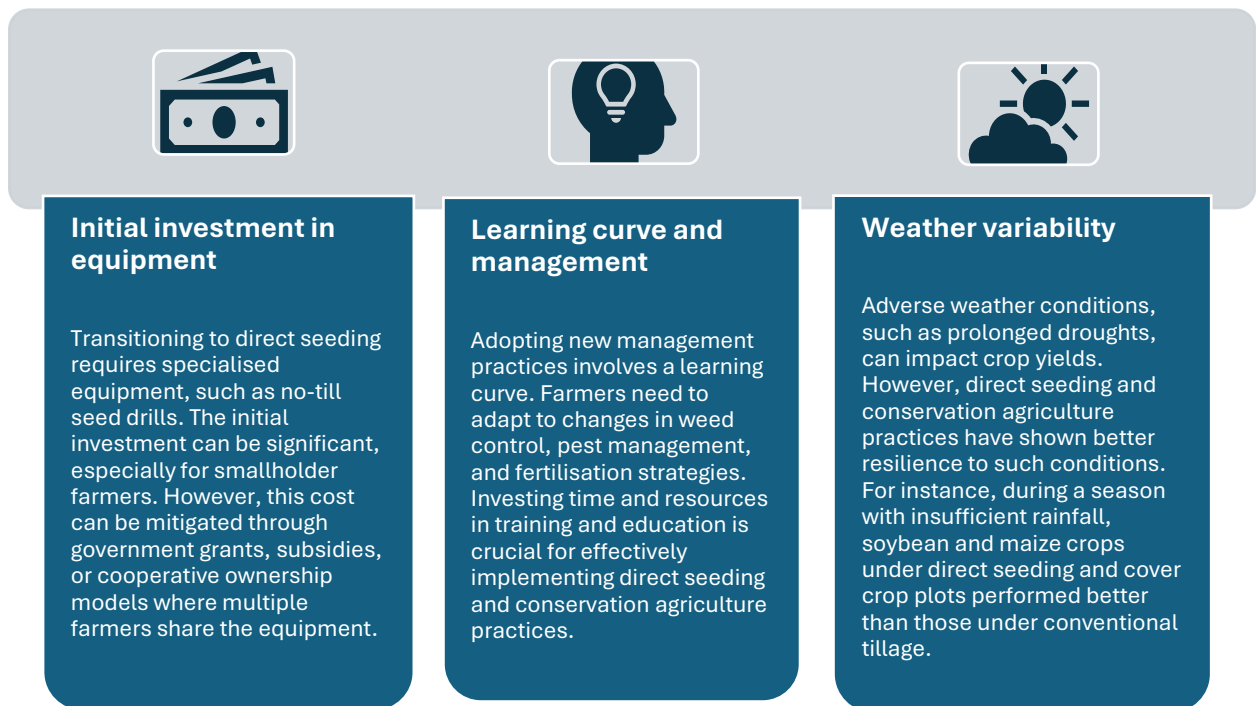 Initial investment in
equipment
Transitioning to direct seeding
requires specialised
equipment, such as no-till
seed drills. The initial
investment can be significant,
especially for smallholder
farmers. However, this cost
can be mitigated through
government grants, subsidies,
or cooperative ownership
models where multiple
farmers share the equipment.
Learning curve and
management
Adopting new management
practices involves a learning
curve. Farmers need to
adapt to changes in weed
control, pest management,
and fertilisation strategies.
Investing time and resources
in training and education is
crucial for effectively
implementing direct seeding
and conservation agriculture
practices.
Weather variability
Adverse weather conditions,
such as prolonged droughts,
can impact crop yields.
However, direct seeding and
conservation agriculture
practices have shown better
resilience to such conditions.
For instance, during a season
with insufficient rainfall,
soybean and maize crops
under direct seeding and cover
crop plots performed better
than those under conventional
tillage.